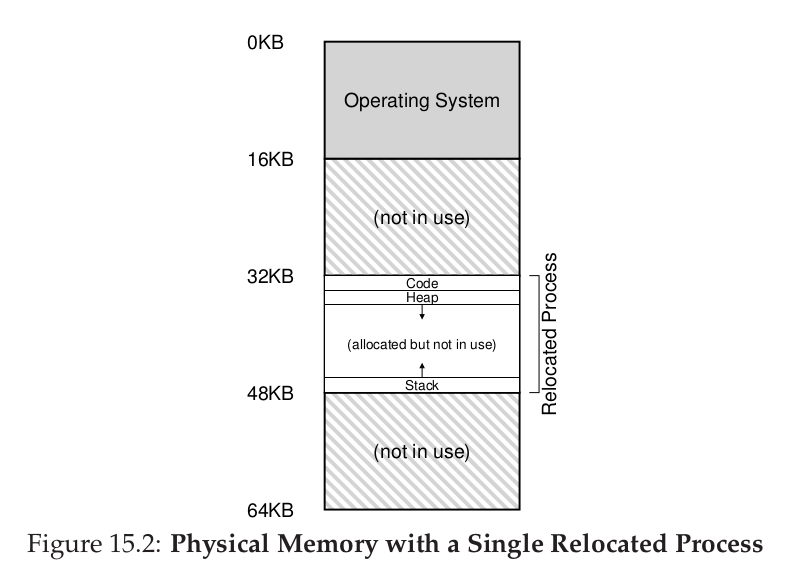 0KB
Operating System
16KB
(not in use)
32KB
Code
Heap
(allocated but not in use)
Stack
Relocated Process
48KB
(not in use)
64KB
Figure 15.2: Physical Memory with a Single Relocated Process